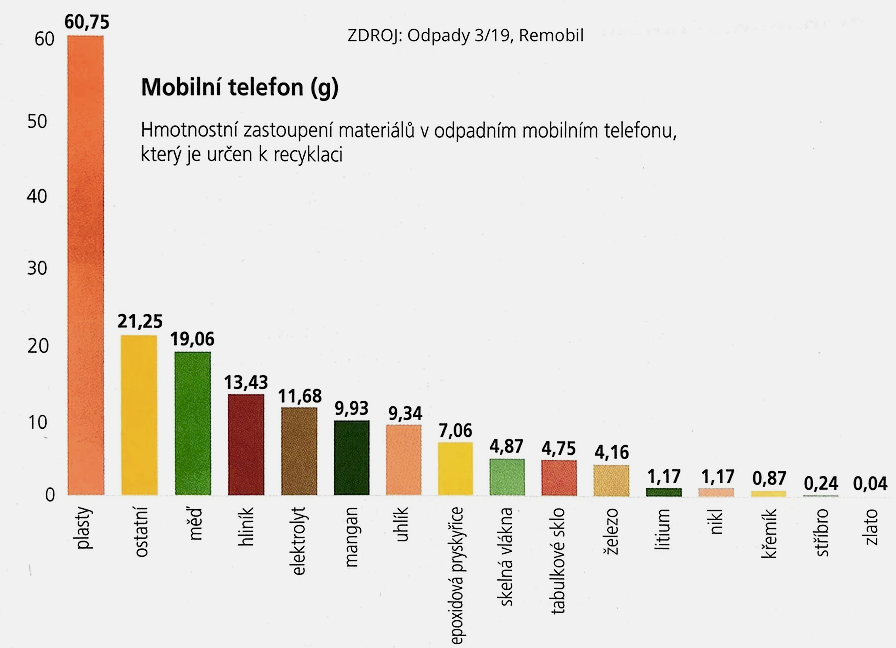 ZDROJ: Odpady 3/19, Remobil
Mobilní telefon (g)
Hmotnostní zastoupení materiálů v odpadním mobilním telefonu,
který je určen k recyklaci
60
50
40
30
20
10
0
60,75
21,25
19,06
13,43
11,68
9,93
9,34
7,06
4,87
4,75
4,16
1,17
1,17
0,87
0,24
0,04
plasty
ostatní
měď
hliník
elektrolyt
mangan
uhlík
epoxidová pryskyřice
skelná vlákna
tabulkové sklo
železo
litium
nikl
křemík
stříbro
zlato